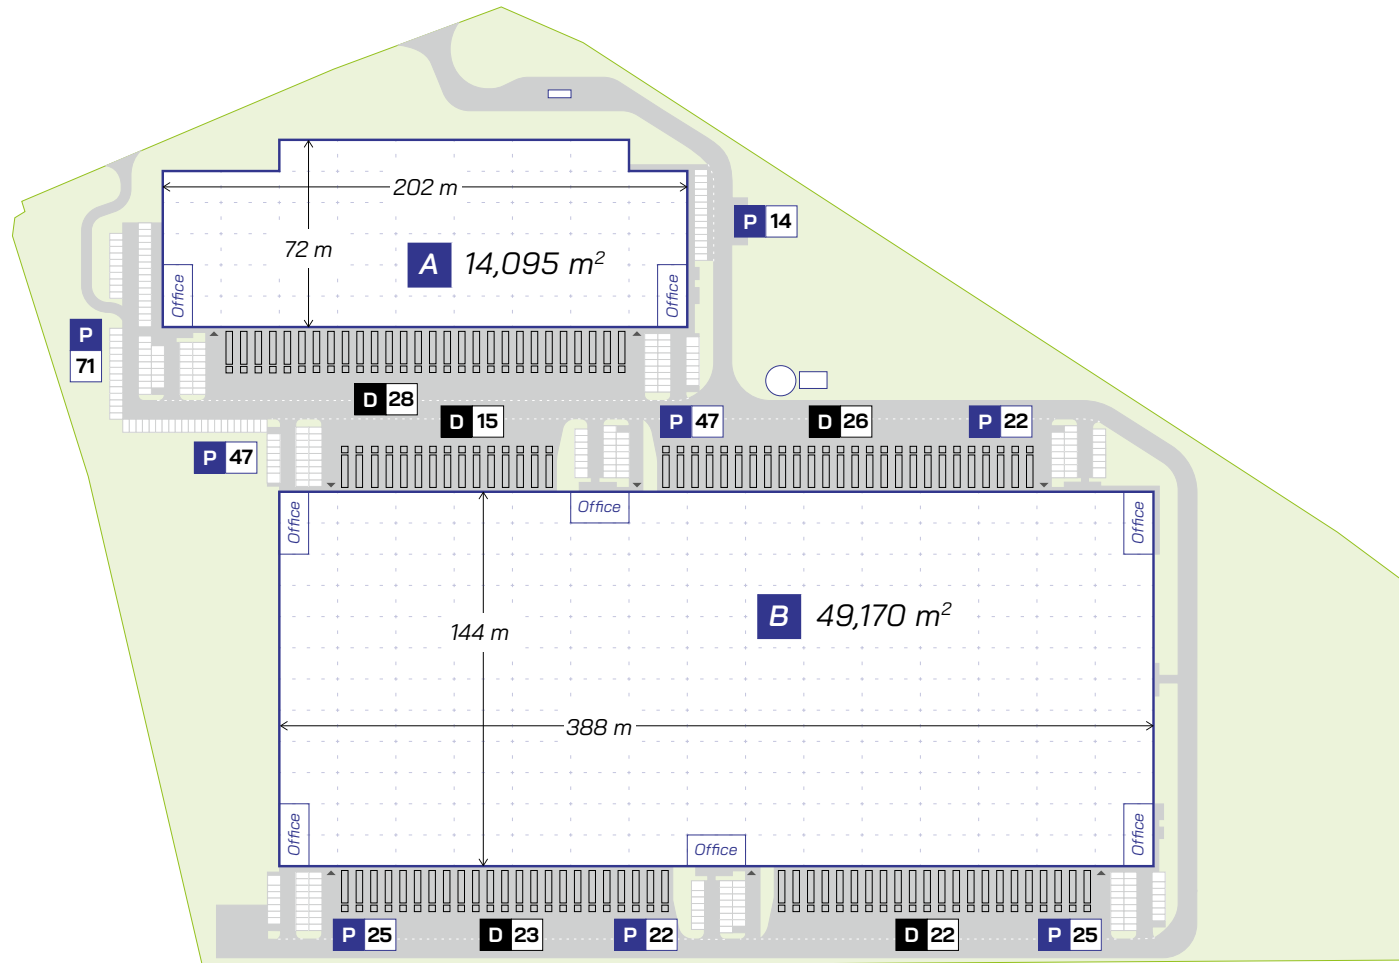 202 m
P 14
72 m
A 14,095 m²
Office
Office
P
71
D 28
D 15
P 47
D 26
P 22
P 47
Office
Office
Office
B 49,170 m²
144 m
388 m
Office
Office
Office
P 25
D 23
P 22
D 22
P 25